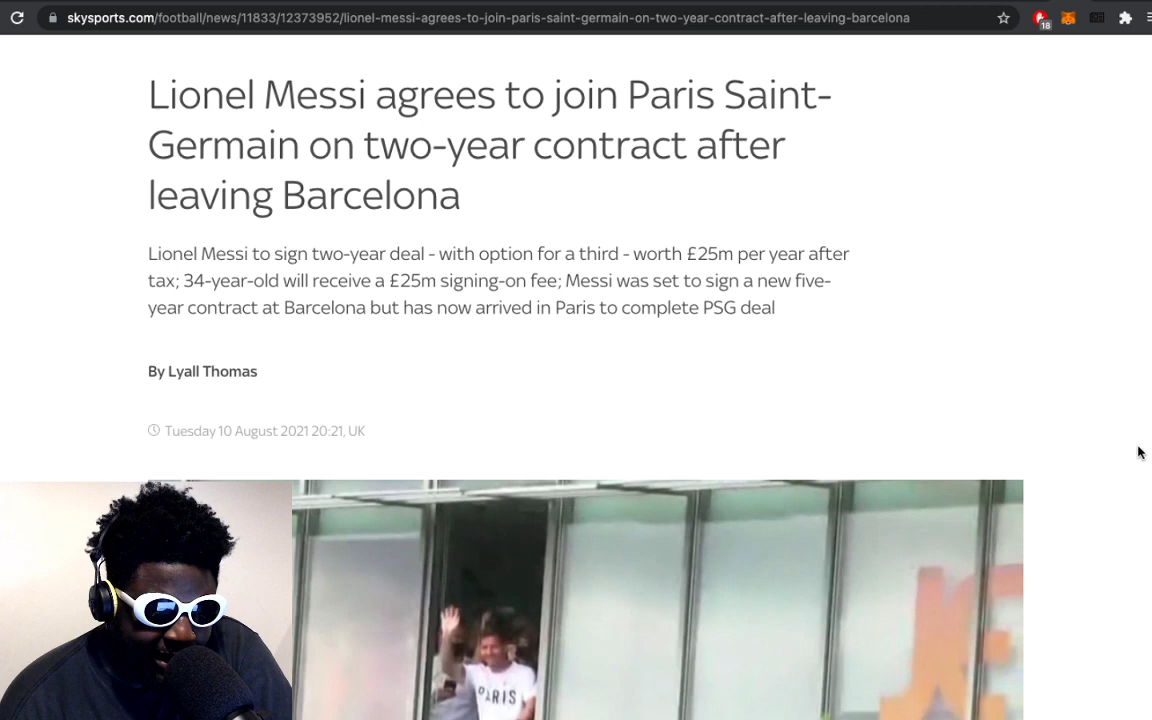 skysports.com/football/news/11833/12373952/lionel-messi-agrees-to-join-paris-saint-germain-on-two-year-contract-after-leaving-barcelona
18
Lionel Messi agrees to join Paris Saint-
Germain on two-year contract after
leaving Barcelona
Lionel Messi to sign two-year deal - with option for a third - worth £25m per year after
tax; 34-year-old will receive a £25m signing-on fee; Messi was set to sign a new five-
year contract at Barcelona but has now arrived in Paris to complete PSG deal
By Lyall Thomas
Tuesday 10 August 2021 20:21, UK
PARIS